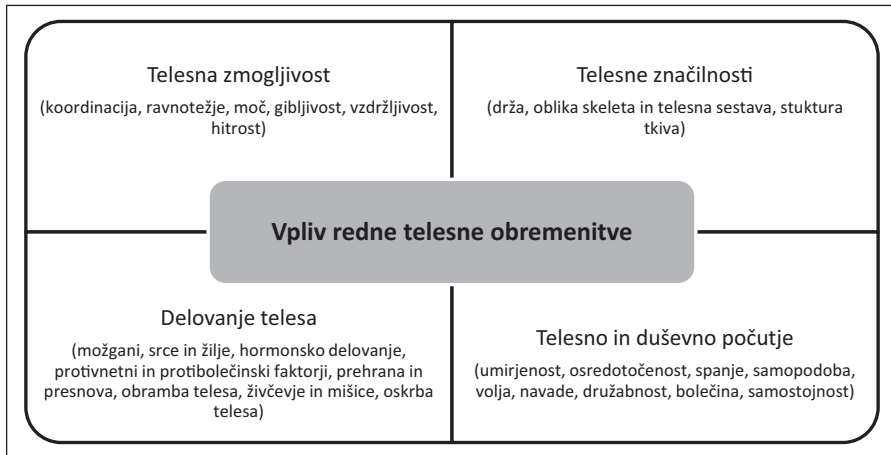 Telesna zmogljivost
(koordinacija, ravnotežje, moč, gibljivost, vzdržljivost,
hitrost)
Telesne značilnosti
(drža, oblika skeleta in telesna sestava, stuktura
tkiva)
Vpliv redne telesne obremenitve
Delovanje telesa
(možgani, srce in žilje, hormonsko delovanje,
protivnetni in protibolečinski faktorji, prehrana in
presnova, obramba telesa, živčevje in mišice, oskrba
telesa)
Telesno in duševno počutje
(umirjenost, osredotočenost, spanje, samopodoba,
volja, navade, družabnost, bolečina, samostojnost)